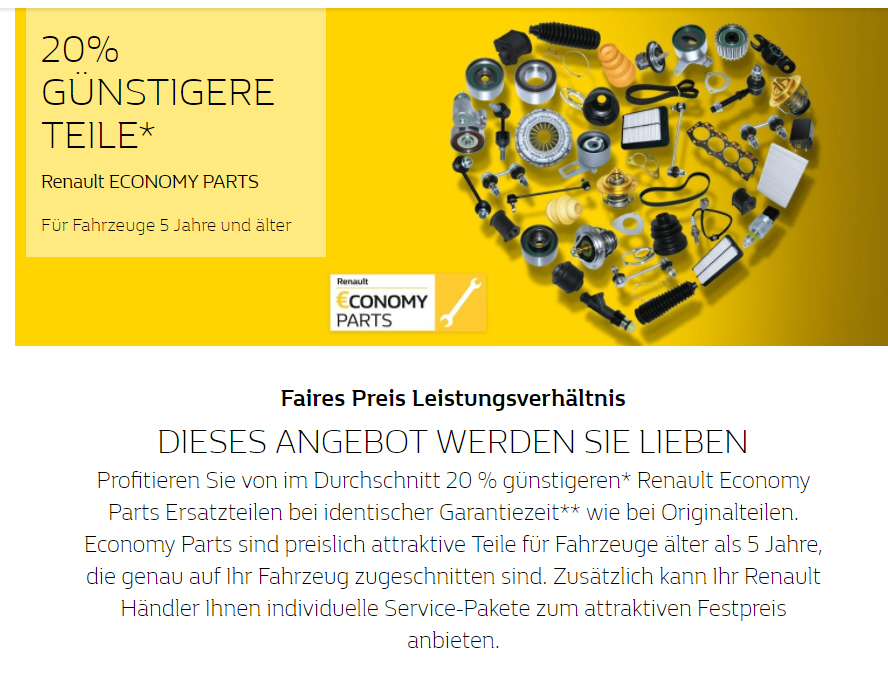 20%
GÜNSTIGERE
TEILE*
Renault ECONOMY PARTS
Für Fahrzeuge 5 Jahre und älter
Renault
€CONOMY
PARTS
Faires Preis Leistungsverhältnis
DIESES ANGEBOT WERDEN SIE LIEBEN
Profitieren Sie von im Durchschnitt 20 % günstigeren* Renault Economy
Parts Ersatzteilen bei identischer Garantiezeit** wie bei Originalteilen.
Economy Parts sind preislich attraktive Teile für Fahrzeuge älter als 5 Jahre,
die genau auf Ihr Fahrzeug zugeschnitten sind. Zusätzlich kann Ihr Renault
Händler Ihnen individuelle Service-Pakete zum attraktiven Festpreis
anbieten.